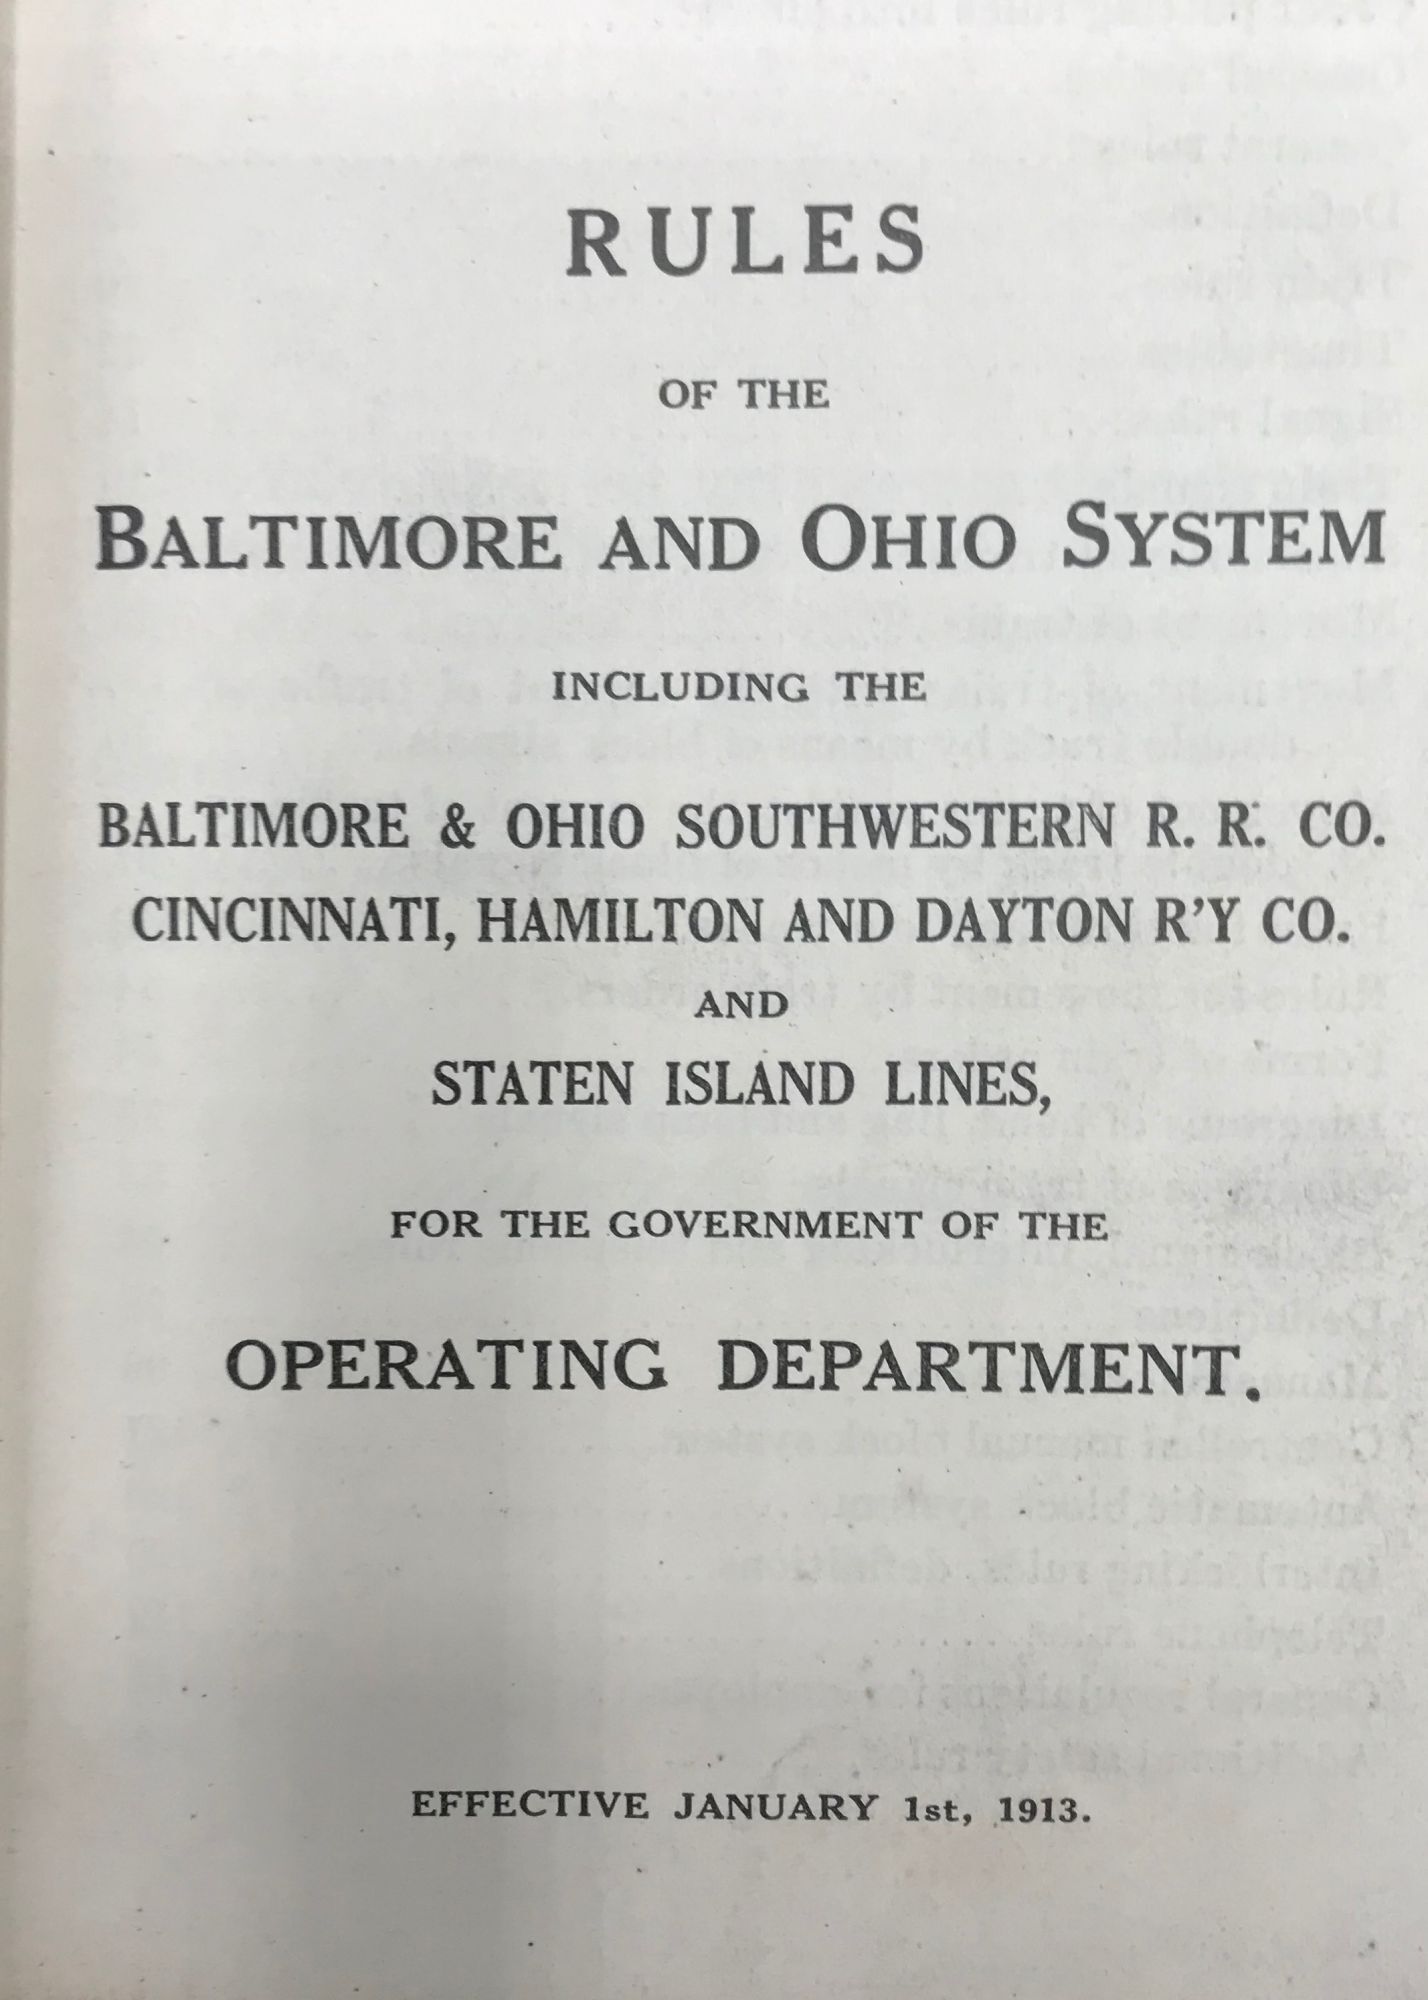 RULES
OF THE
BALTIMORE AND OHIO SYSTEM
INCLUDING THE
BALTIMORE & OHIO SOUTHWESTERN R. R. CO.
CINCINNATI, HAMILTON AND DAYTON R'Y CO.
AND
STATEN ISLAND LINES,
FOR THE GOVERNMENT OF THE
OPERATING DEPARTMENT.
EFFECTIVE JANUARY 1st, 1913.